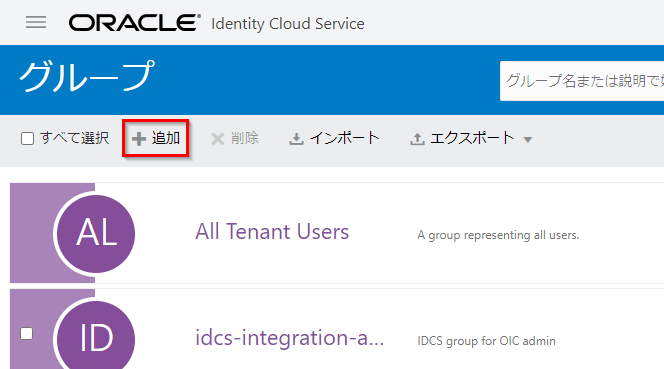 ORACLE® Identity Cloud Service
グループ
グループ名または説明で
すべて選択 追加 削除 インポート エクスポート
AL All Tenant Users A group representing all users.
ID idcs-integration-a... IDCS group for OIC admin